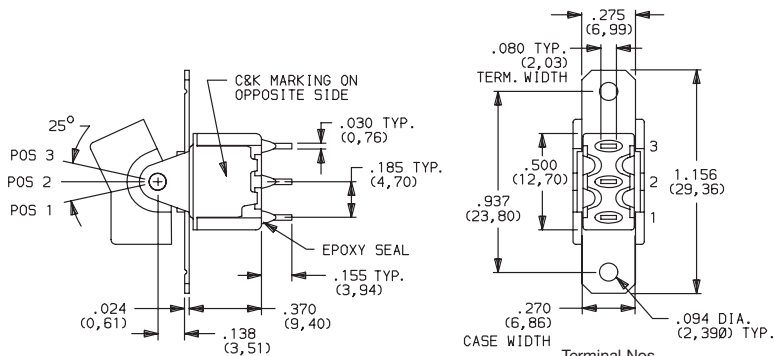 C&K MARKING ON
OPPOSITE SIDE
25°
POS 3
POS 2
POS 1
.030 TYP.
(0,76)
.185 TYP.
(4,70)
EPOXY SEAL
.155 TYP.
(3,94)
.024
(0,61)
.370
(9,40)
.138
(3,51)
.275
(6,99)
.080 TYP.
(2,03)
TERM. WIDTH
3
2
1
.500
(12,70)
1.156
(29,36)
.937
(23,80)
.270
(6,86)
CASE WIDTH
.094 DIA.
(2,390) TYP.
Terminal Nos.